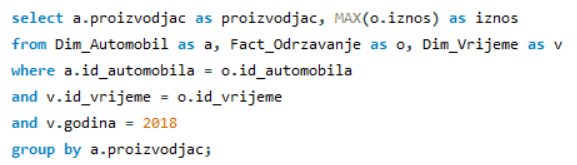 select a.proizvodjac as proizvodjac, MAX(o.iznos) as iznos
from Dim_Automobil as a, Fact_Odrzavanje as o, Dim_Vrijeme as v
where a.id_automobila = o.id_automobila
and v.id_vrijeme = o.id_vrijeme
and v.godina = 2018
group by a.proizvodjac;